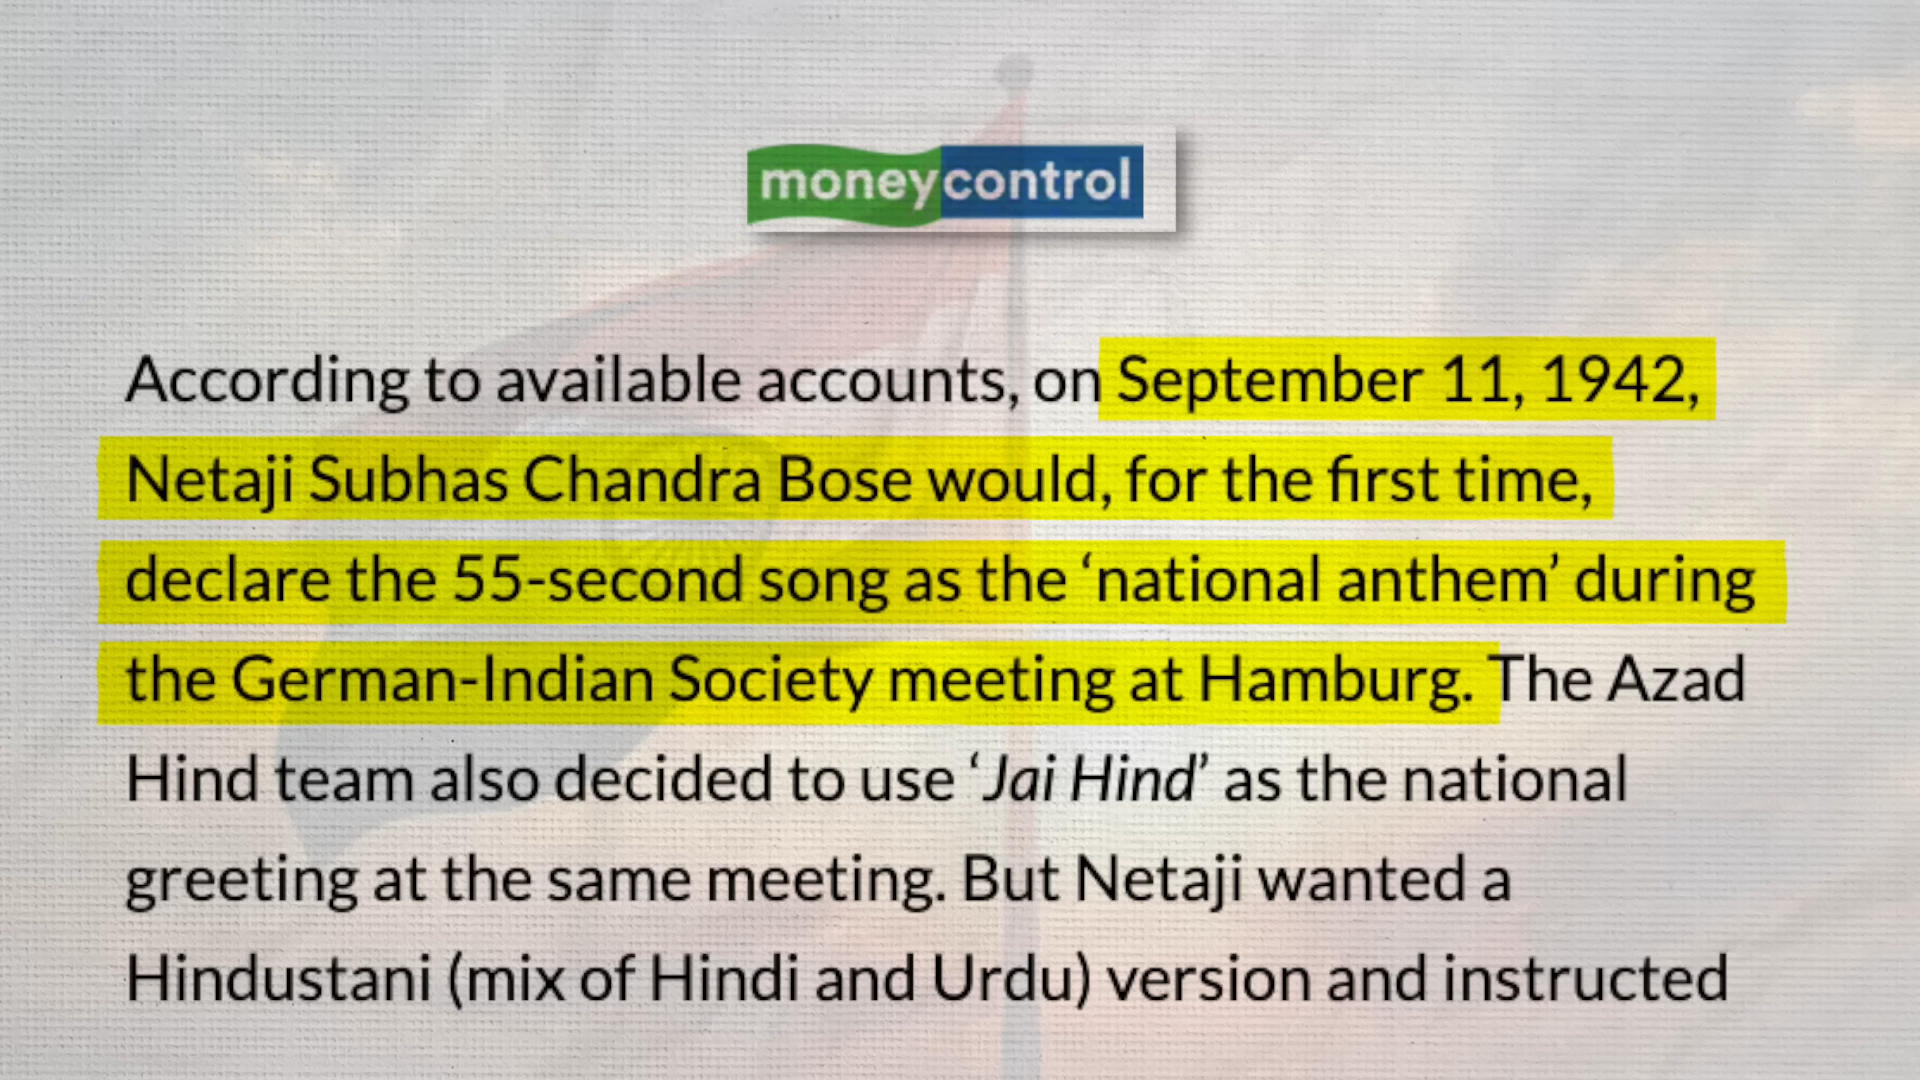 moneycontrol
According to available accounts, on September 11, 1942,
Netaji Subhas Chandra Bose would, for the first time,
declare the 55-second song as the ‘national anthem’ during
the German-Indian Society meeting at Hamburg. The Azad
Hind team also decided to use ‘Jai Hind’ as the national
greeting at the same meeting. But Netaji wanted a
Hindustani (mix of Hindi and Urdu) version and instructed